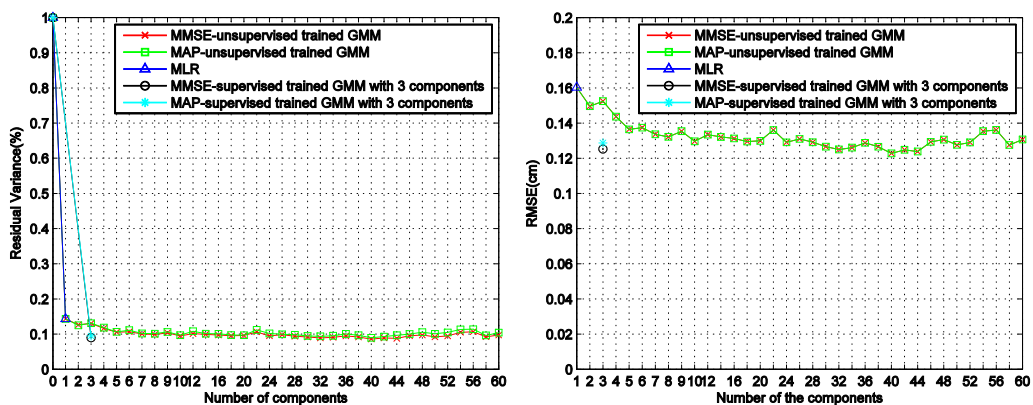 1
0.9
0.8
0.7
0.6
0.5
0.4
0.3
0.2
0.1
0
Residual Variance(%)
MMSE-unsupervised trained GMM
MAP-unsupervised trained GMM
MLR
MMSE-supervised trained GMM with 3 components
MAP-supervised trained GMM with 3 components
0 1 2 3 4 5 6 7 8 9 10 12 16 20 24 28 32 36 40 44 48 52 56 60
Number of components
0.2
0.18
0.16
0.14
0.12
0.1
0.08
0.06
0.04
0.02
0
RMSE(cm)
MMSE-unsupervised trained GMM
MAP-unsupervised trained GMM
MLR
MMSE-supervised trained GMM with 3 components
MAP-supervised trained GMM with 3 components
1 2 3 4 5 6 7 8 9 10 12 16 20 24 28 32 36 40 44 48 52 56 60
Number of the components